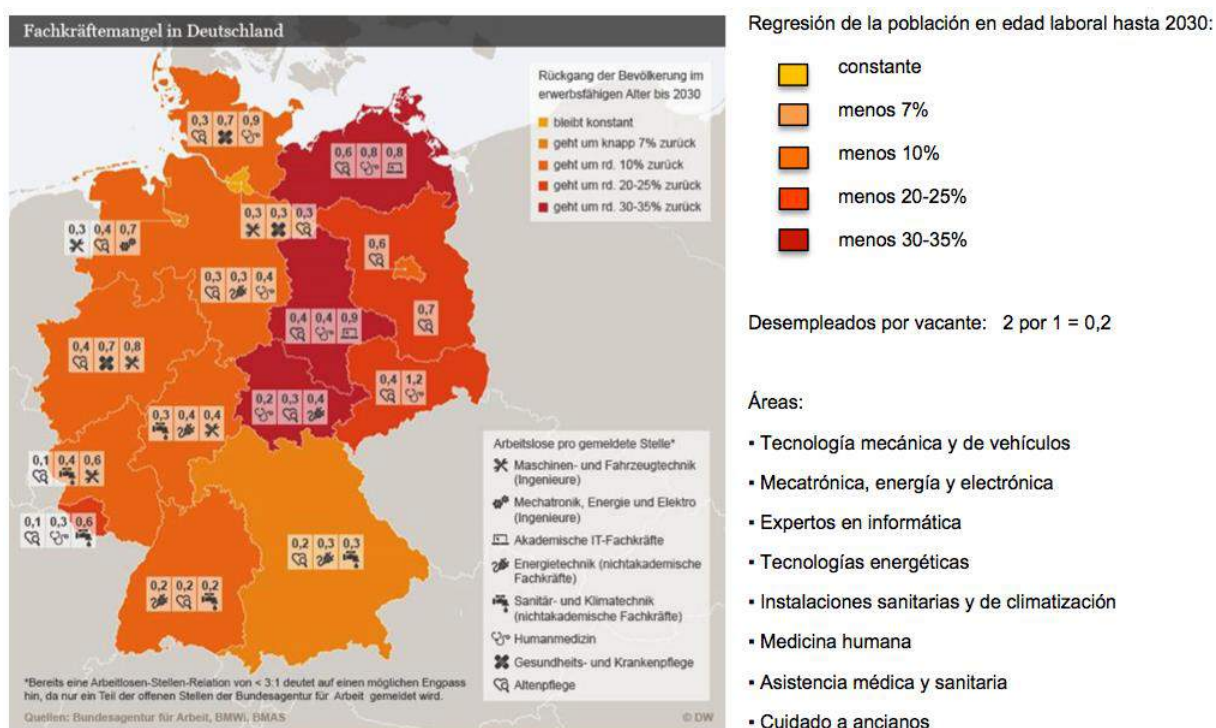 Fachkräftemangel in Deutschland
Rückgang der Bevölkerung im
erwerbsfähigen Alter bis 2030
bleibt konstant
geht um knapp 7% zurück
geht um rd. 10% zurück
geht um rd. 20-25% zurück
geht um rd. 30-35% zurück
0,3 0,7 0,9
0,6 0,8 0,8
0,3 0,3 0,3
0,3 0,4 0,7
0,6
0,3 0,3 0,4
0,7
0,4 0,4 0,9
0,4 0,7 0,8
0,4 1,2
0,2 0,3 0,4
0,3 0,4 0,4
0,1 0,4 0,6
0,1 0,3 0,6
0,2 0,3 0,3
0,2 0,2 0,2
Arbeitslose pro gemeldete Stelle*
Maschinen- und Fahrzeugtechnik
(Ingenieure)
Mechatronik, Energie und Elektro
(Ingenieure)
Akademische IT-Fachkräfte
Energietechnik (nichtakademische
Fachkräfte)
Sanitär- und Klimatechnik
(nichtakademische Fachkräfte)
Humanmedizin
Gesundheits- und Krankenpflege
Altenpflege
*Bereits eine Arbeitlosen-Stellen-Relation von < 3:1 deutet auf einen möglichen Engpass
hin, da nur ein Teil der offenen Stellen der Bundesagentur für Arbeit gemeldet wird.
Quellen: Bundesagentur für Arbeit, BMWi, BMAS
© DW
Regresión de la población en edad laboral hasta 2030:
constante
menos 7%
menos 10%
menos 20-25%
menos 30-35%
Desempleados por vacante: 2 por 1 = 0,2
Áreas:
▪ Tecnología mecánica y de vehículos
▪ Mecatrónica, energía y electrónica
▪ Expertos en informática
▪ Tecnologías energéticas
▪ Instalaciones sanitarias y de climatización
▪ Medicina humana
▪ Asistencia médica y sanitaria
▪ Cuidado a ancianos